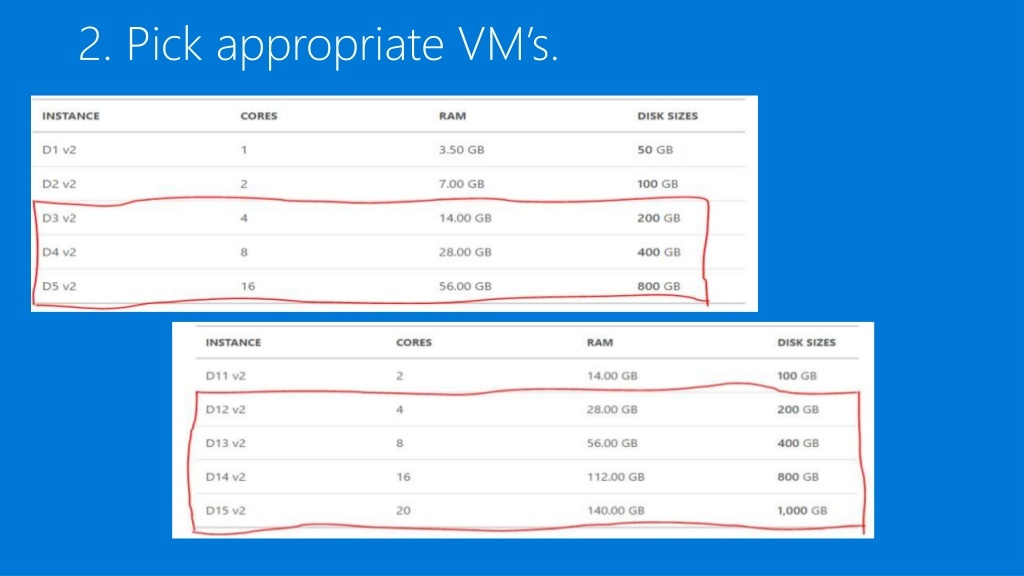 2. Pick appropriate VM’s.
INSTANCE CORES RAM DISK SIZES
D1 v2 1 3.50 GB 50 GB
D2 v2 2 7.00 GB 100 GB
D3 v2 4 14.00 GB 200 GB
D4 v2 8 28.00 GB 400 GB
D5 v2 16 56.00 GB 800 GB
INSTANCE CORES RAM DISK SIZES
D11 v2 2 14.00 GB 100 GB
D12 v2 4 28.00 GB 200 GB
D13 v2 8 56.00 GB 400 GB
D14 v2 16 112.00 GB 800 GB
D15 v2 20 140.00 GB 1,000 GB